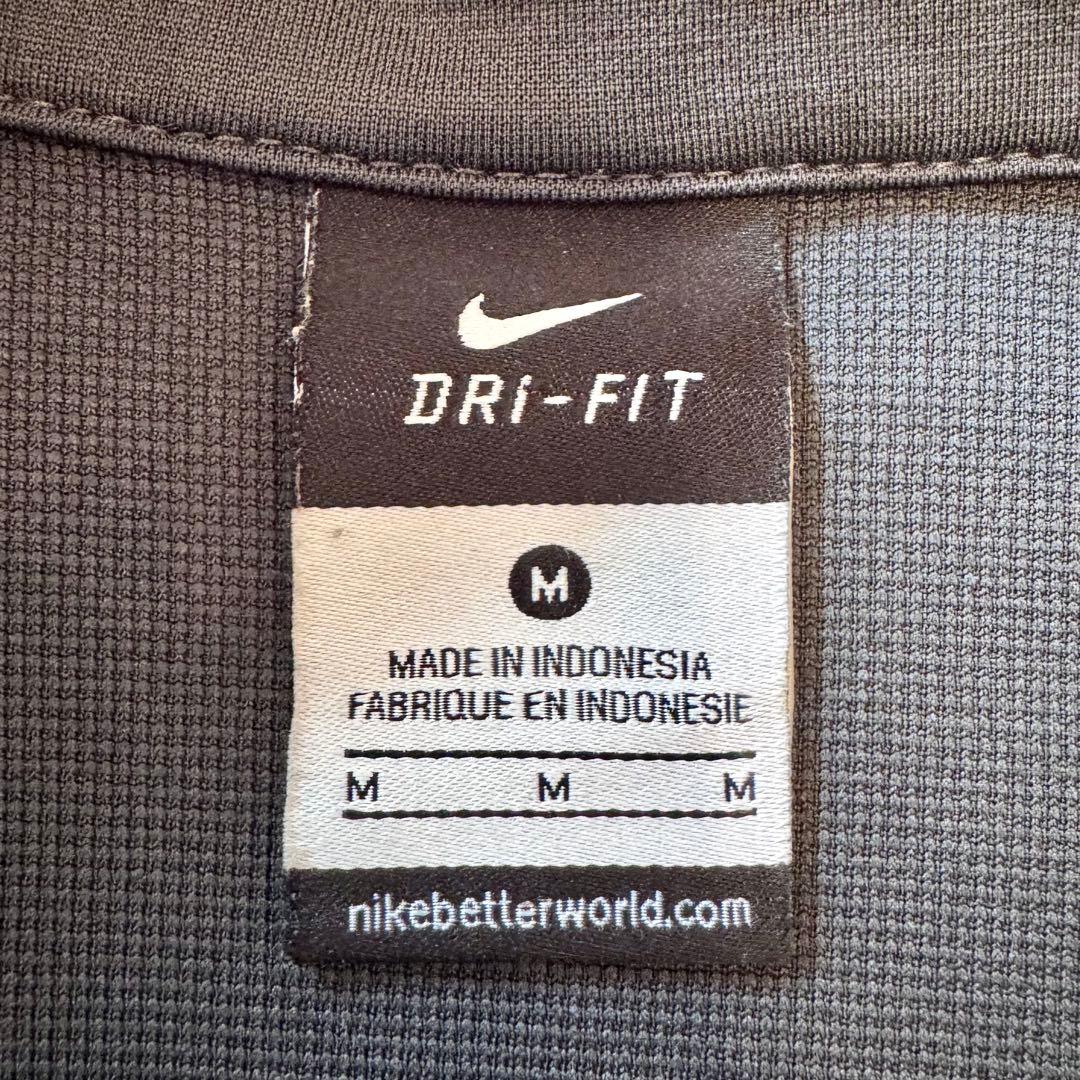 DRI-FIT
M
MADE IN INDONESIA
FABRIQUE EN INDONESIE
M M M
nikebetterworld.com